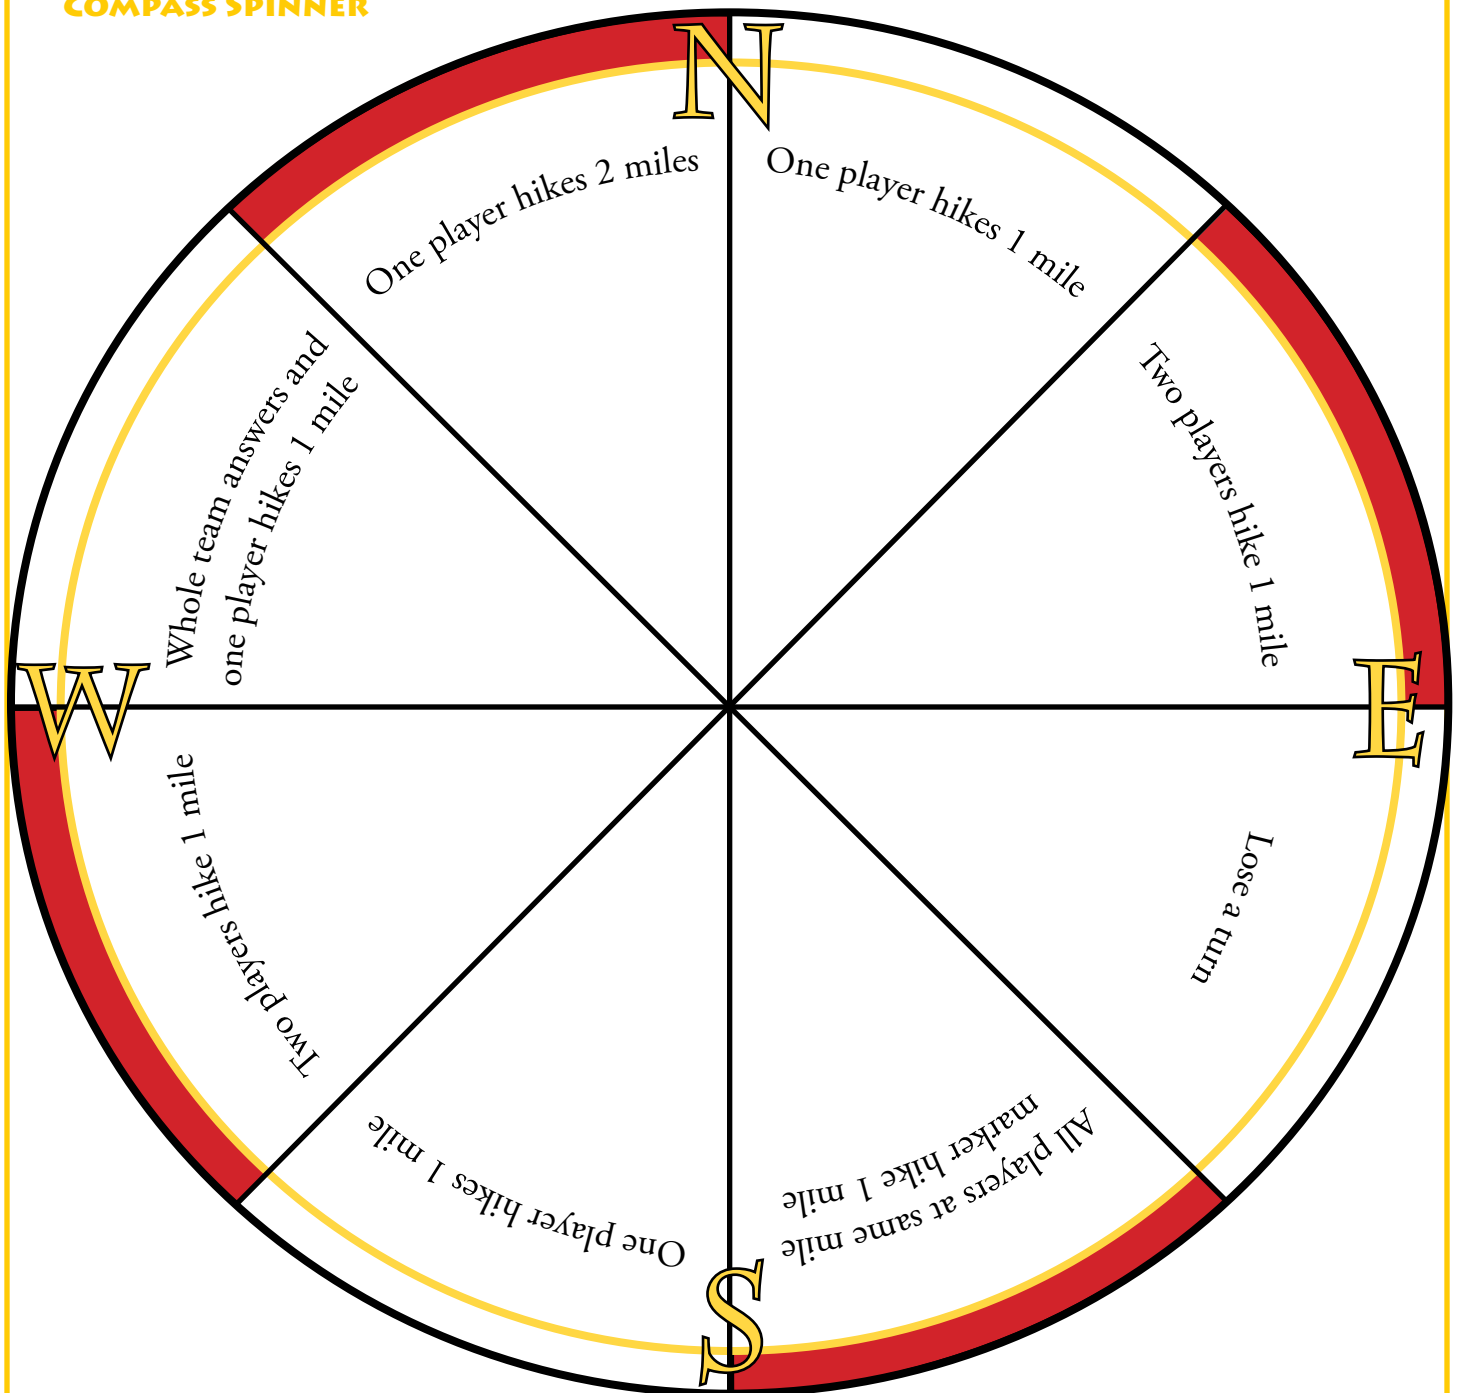 COMPASS SPINNER
N
One player hikes 1 mile
Two players hike 1 mile
E
Lose a turn
All players at same mile
marker hike 1 mile
S
One player hikes 1 mile
Two players hike 1 mile
W
Whole team answers and
one player hikes 1 mile
One player hikes 2 miles